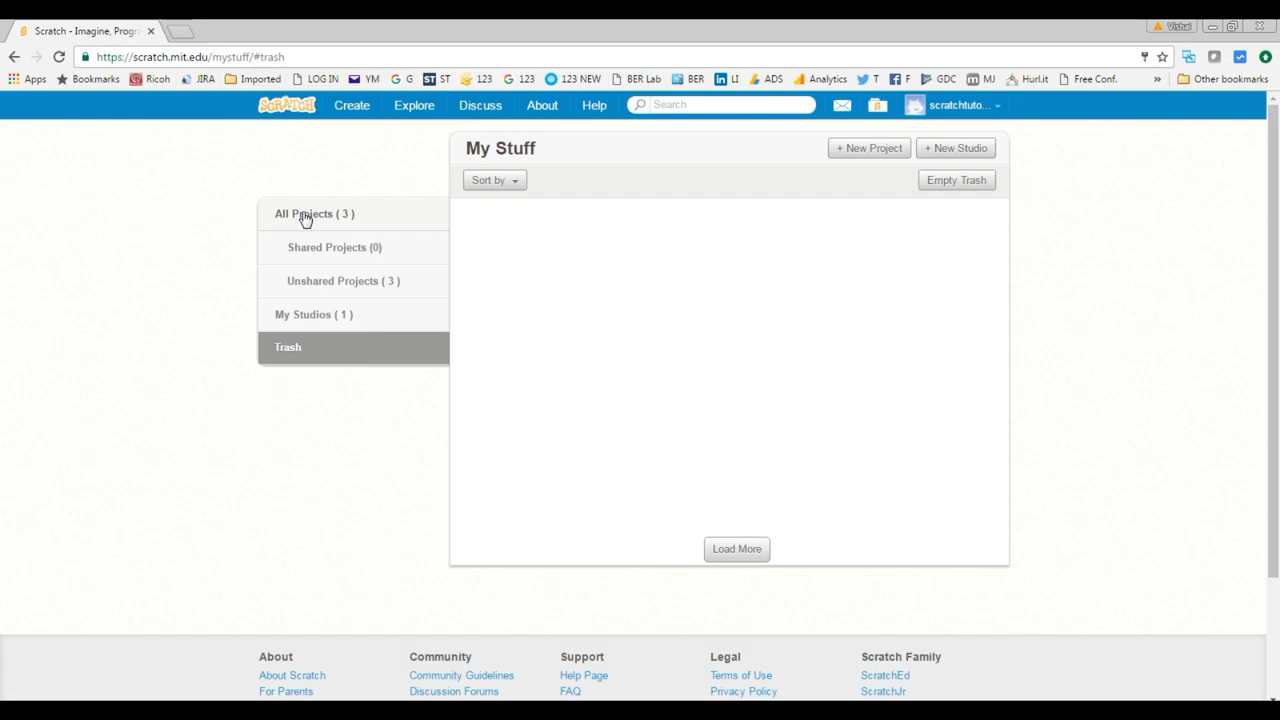 Scratch - Imagine, Progr
Vishal
https://scratch.mit.edu/mystuff/#trash
Apps Bookmarks Ricoh JIRA Imported LOG IN YM G ST 123 123 123 NEW BER Lab BER LI ADS Analytics T F GDC MJ Hurl.it Free Conf. » Other bookmarks
SCRATCH Create Explore Discuss About Help Search scratchtuto...
My Stuff + New Project + New Studio
Sort by Empty Trash
All Projects ( 3 )
Shared Projects (0)
Unshared Projects ( 3 )
My Studios ( 1 )
Trash
Load More
About Community Support Legal Scratch Family
About Scratch Community Guidelines Help Page Terms of Use ScratchEd
For Parents Discussion Forums FAQ Privacy Policy ScratchJr